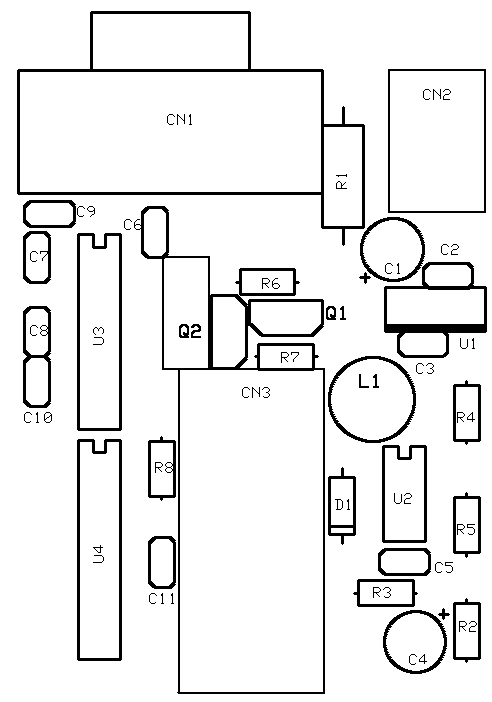 CN2
CN1
R1
C9
C6
C2
C7
C1
+
R6
Q1
C8
U3
Q2
U1
R7
C3
L1
CN3
C10
R4
R8
U2
D1
R5
U4
C5
C11
R3
+
R2
C4